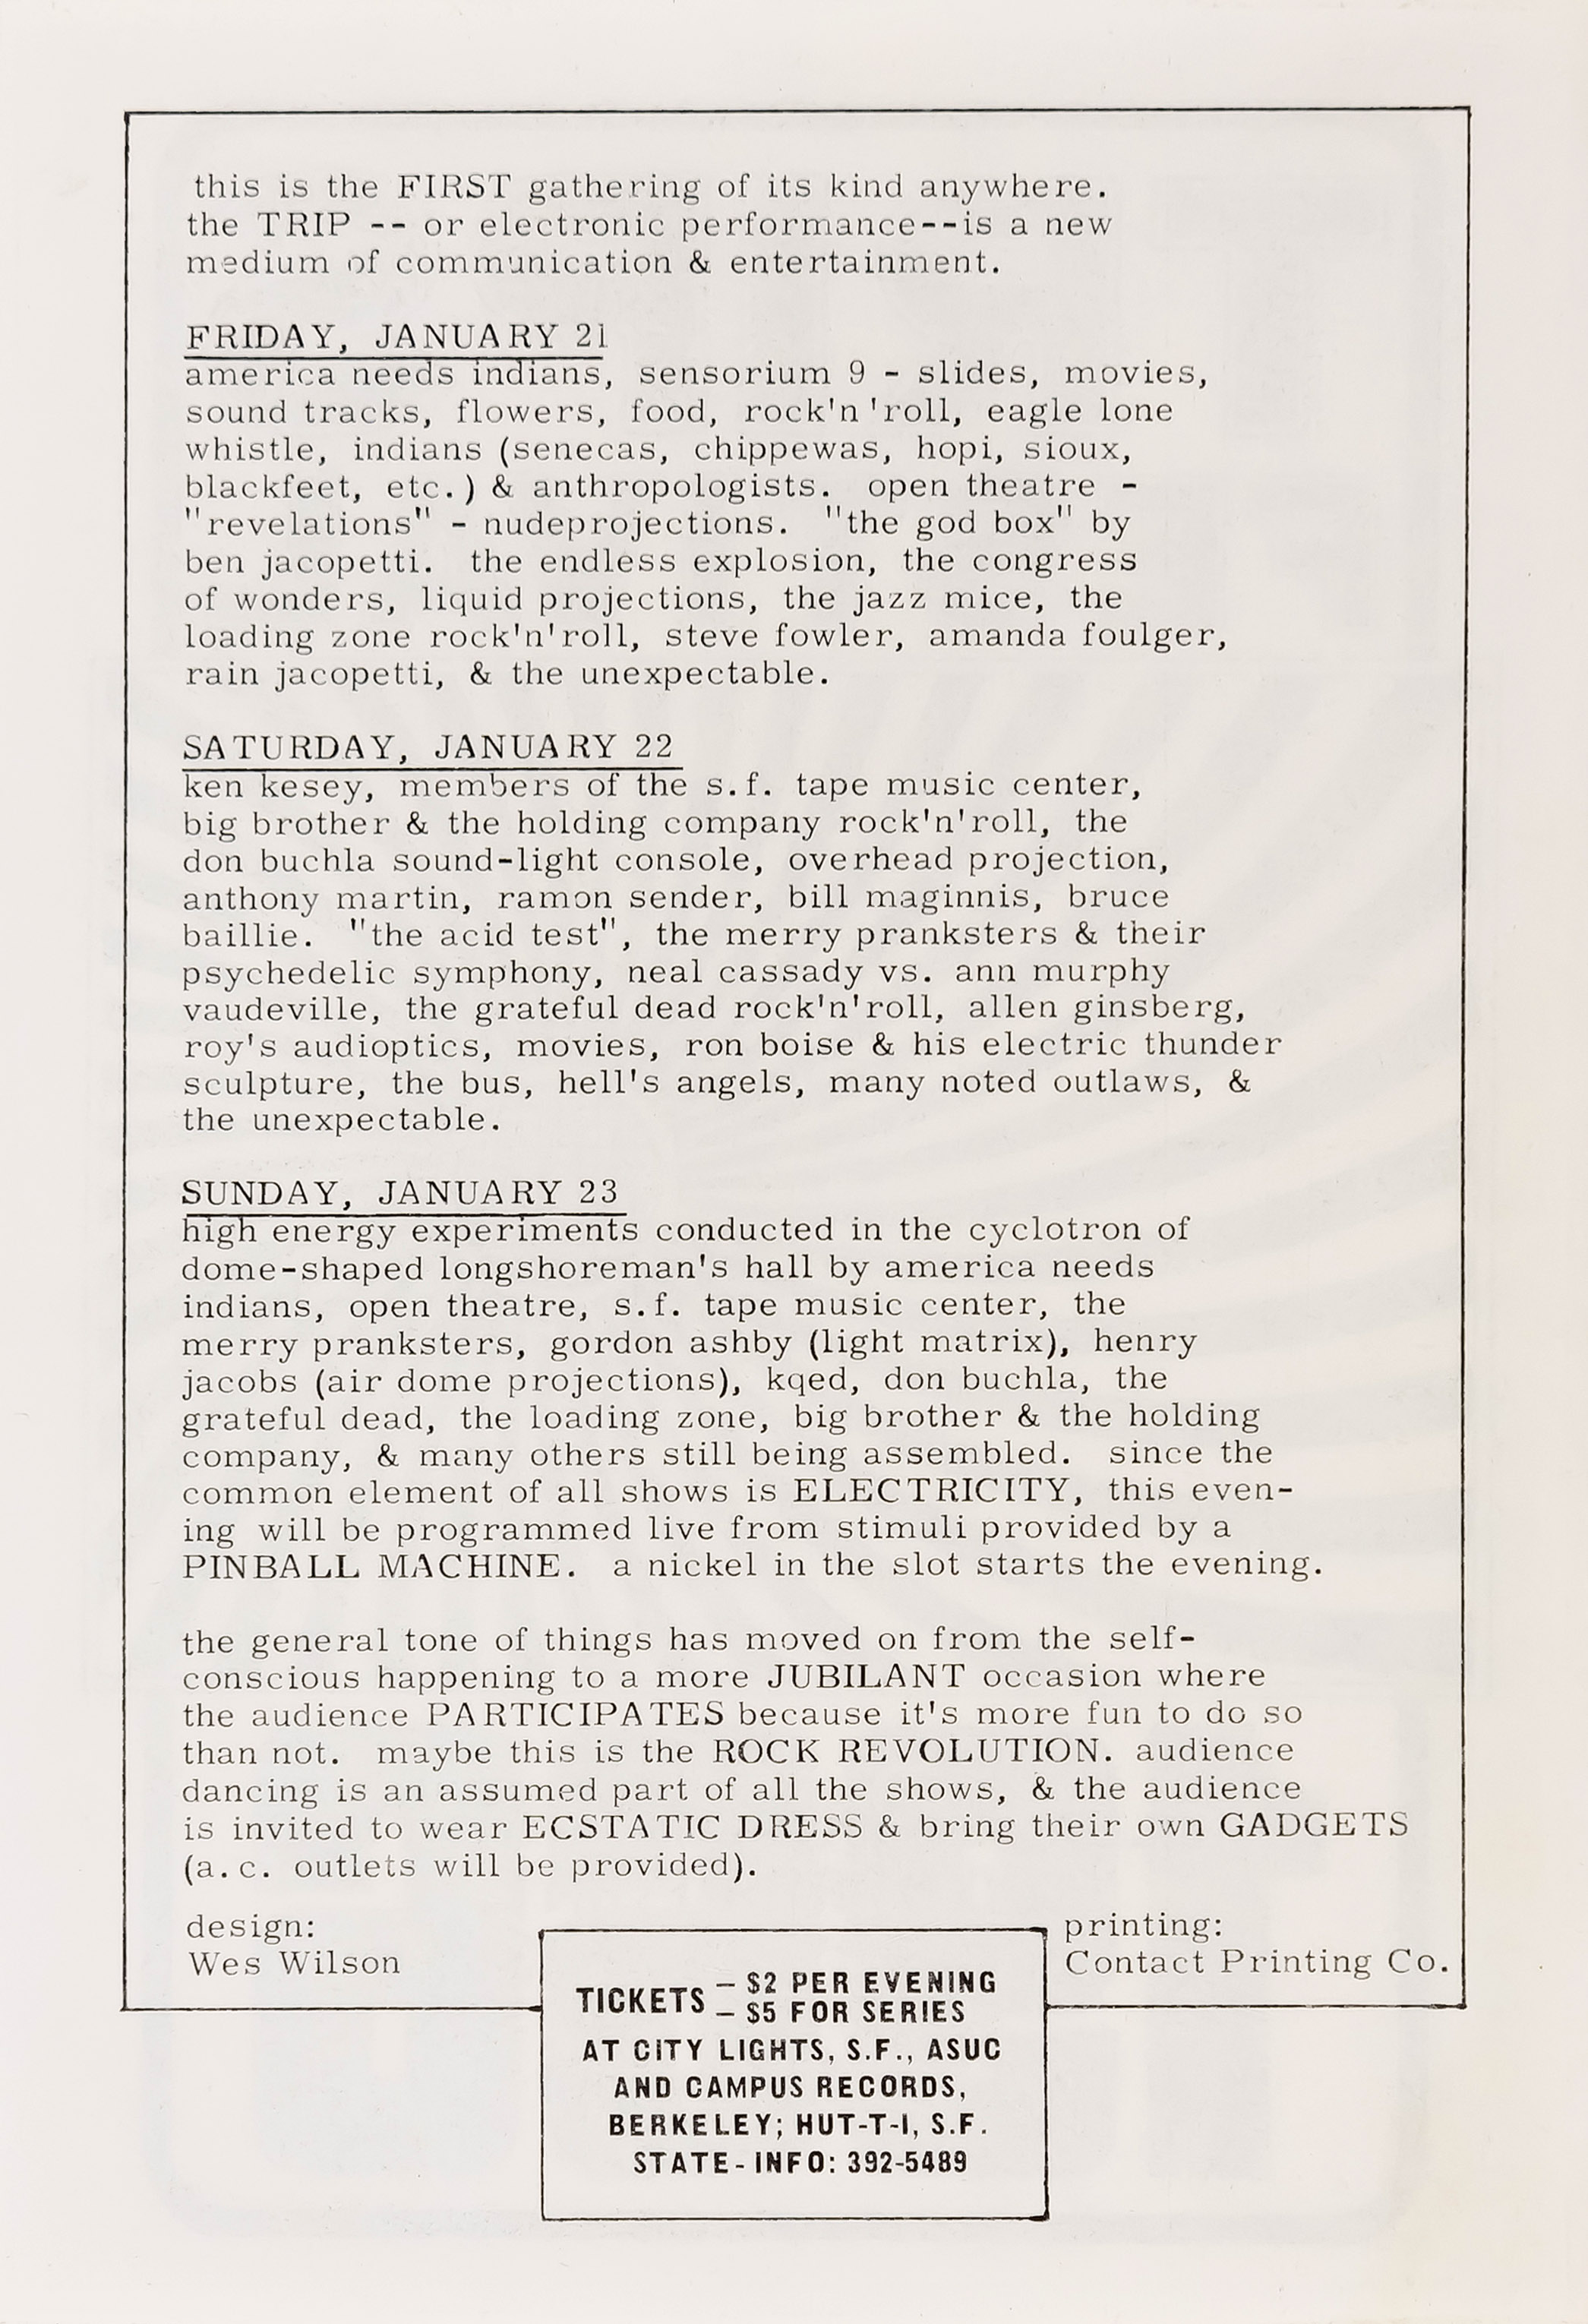 this is the FIRST gathering of its kind anywhere.
the TRIP -- or electronic performance--is a new
medium of communication & entertainment.
FRIDAY, JANUARY 21
america needs indians, sensorium 9 - slides, movies,
sound tracks, flowers, food, rock'n'roll, eagle lone
whistle, indians (senecas, chippewas, hopi, sioux,
blackfeet, etc.) & anthropologists. open theatre -
"revelations" - nudeprojections. "the god box" by
ben jacopetti. the endless explosion, the congress
of wonders, liquid projections, the jazz mice, the
loading zone rock'n'roll, steve fowler, amanda foulger,
rain jacopetti, & the unexpectable.
SATURDAY, JANUARY 22
ken kesey, members of the s.f. tape music center,
big brother & the holding company rock'n'roll, the
don buchla sound-light console, overhead projection,
anthony martin, ramon sender, bill maginnis, bruce
baillie. "the acid test", the merry pranksters & their
psychedelic symphony, neal cassady vs. ann murphy
vaudeville, the grateful dead rock'n'roll, allen ginsberg,
roy's audioptics, movies, ron boise & his electric thunder
sculpture, the bus, hell's angels, many noted outlaws, &
the unexpectable.
SUNDAY, JANUARY 23
high energy experiments conducted in the cyclotron of
dome-shaped longshoreman's hall by america needs
indians, open theatre, s.f. tape music center, the
merry pranksters, gordon ashby (light matrix), henry
jacobs (air dome projections), kqed, don buchla, the
grateful dead, the loading zone, big brother & the holding
company, & many others still being assembled. since the
common element of all shows is ELECTRICITY, this even-
ing will be programmed live from stimuli provided by a
PINBALL MACHINE. a nickel in the slot starts the evening.
the general tone of things has moved on from the self-
conscious happening to a more JUBILANT occasion where
the audience PARTICIPATES because it's more fun to do so
than not. maybe this is the ROCK REVOLUTION. audience
dancing is an assumed part of all the shows, & the audience
is invited to wear ECSTATIC DRESS & bring their own GADGETS
(a.c. outlets will be provided).
design:
Wes Wilson
printing:
Contact Printing Co.
TICKETS – $2 PER EVENING
– $5 FOR SERIES
AT CITY LIGHTS, S.F., ASUC
AND CAMPUS RECORDS,
BERKELEY; HUT-T-I, S.F.
STATE-INFO: 392-5489